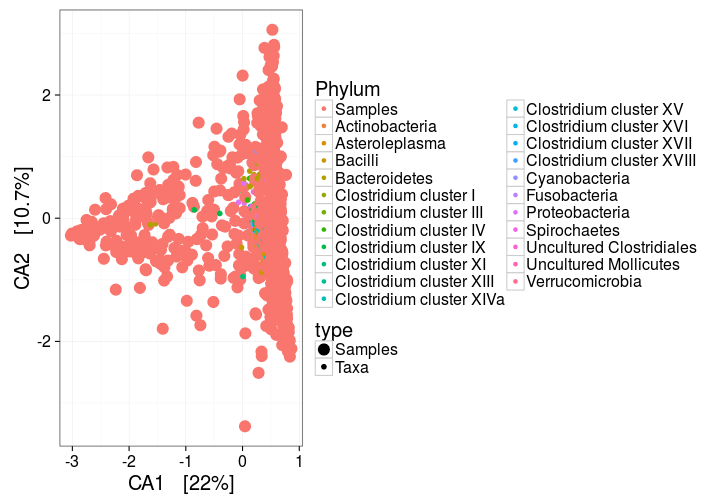 2
0
-2
-3
-2
-1
0
1
CA2 [10.7%]
CA1 [22%]
Phylum
Samples
Actinobacteria
Asteroleplasma
Bacilli
Bacteroidetes
Clostridium cluster I
Clostridium cluster III
Clostridium cluster IV
Clostridium cluster IX
Clostridium cluster XI
Clostridium cluster XIII
Clostridium cluster XIVa
Clostridium cluster XV
Clostridium cluster XVI
Clostridium cluster XVII
Clostridium cluster XVIII
Cyanobacteria
Fusobacteria
Proteobacteria
Spirochaetes
Uncultured Clostridiales
Uncultured Mollicutes
Verrucomicrobia
type
Samples
Taxa